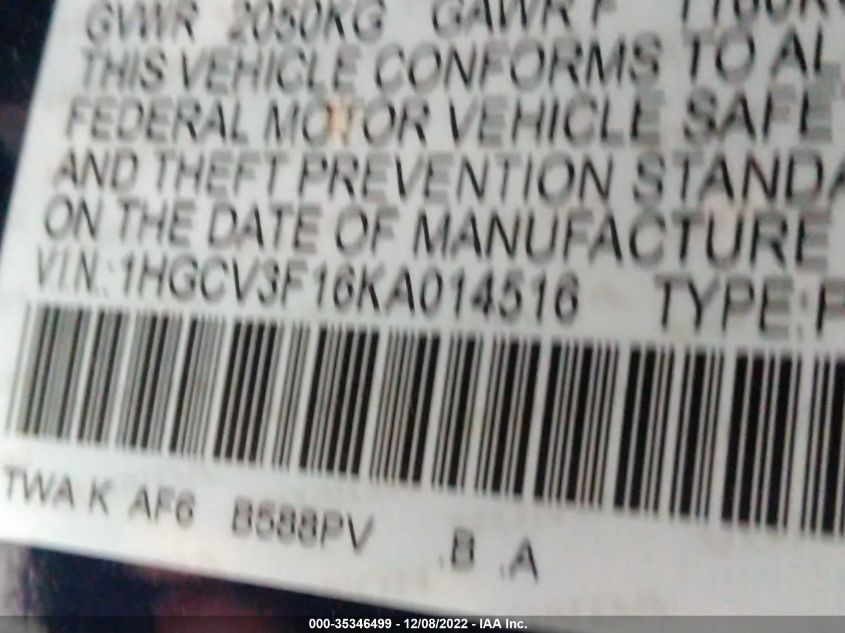 GVWR 2050KG GAWR F 1160K
THIS VEHICLE CONFORMS TO AL
FEDERAL MOTOR VEHICLE SAFE
AND THEFT PREVENTION STANDA
ON THE DATE OF MANUFACTURE
V.I.N.: 1HGCV3F16KA014516 TYPE:P
TWA K AF6 B588PV .B .A
000-35346499 - 12/08/2022 - IAA Inc.